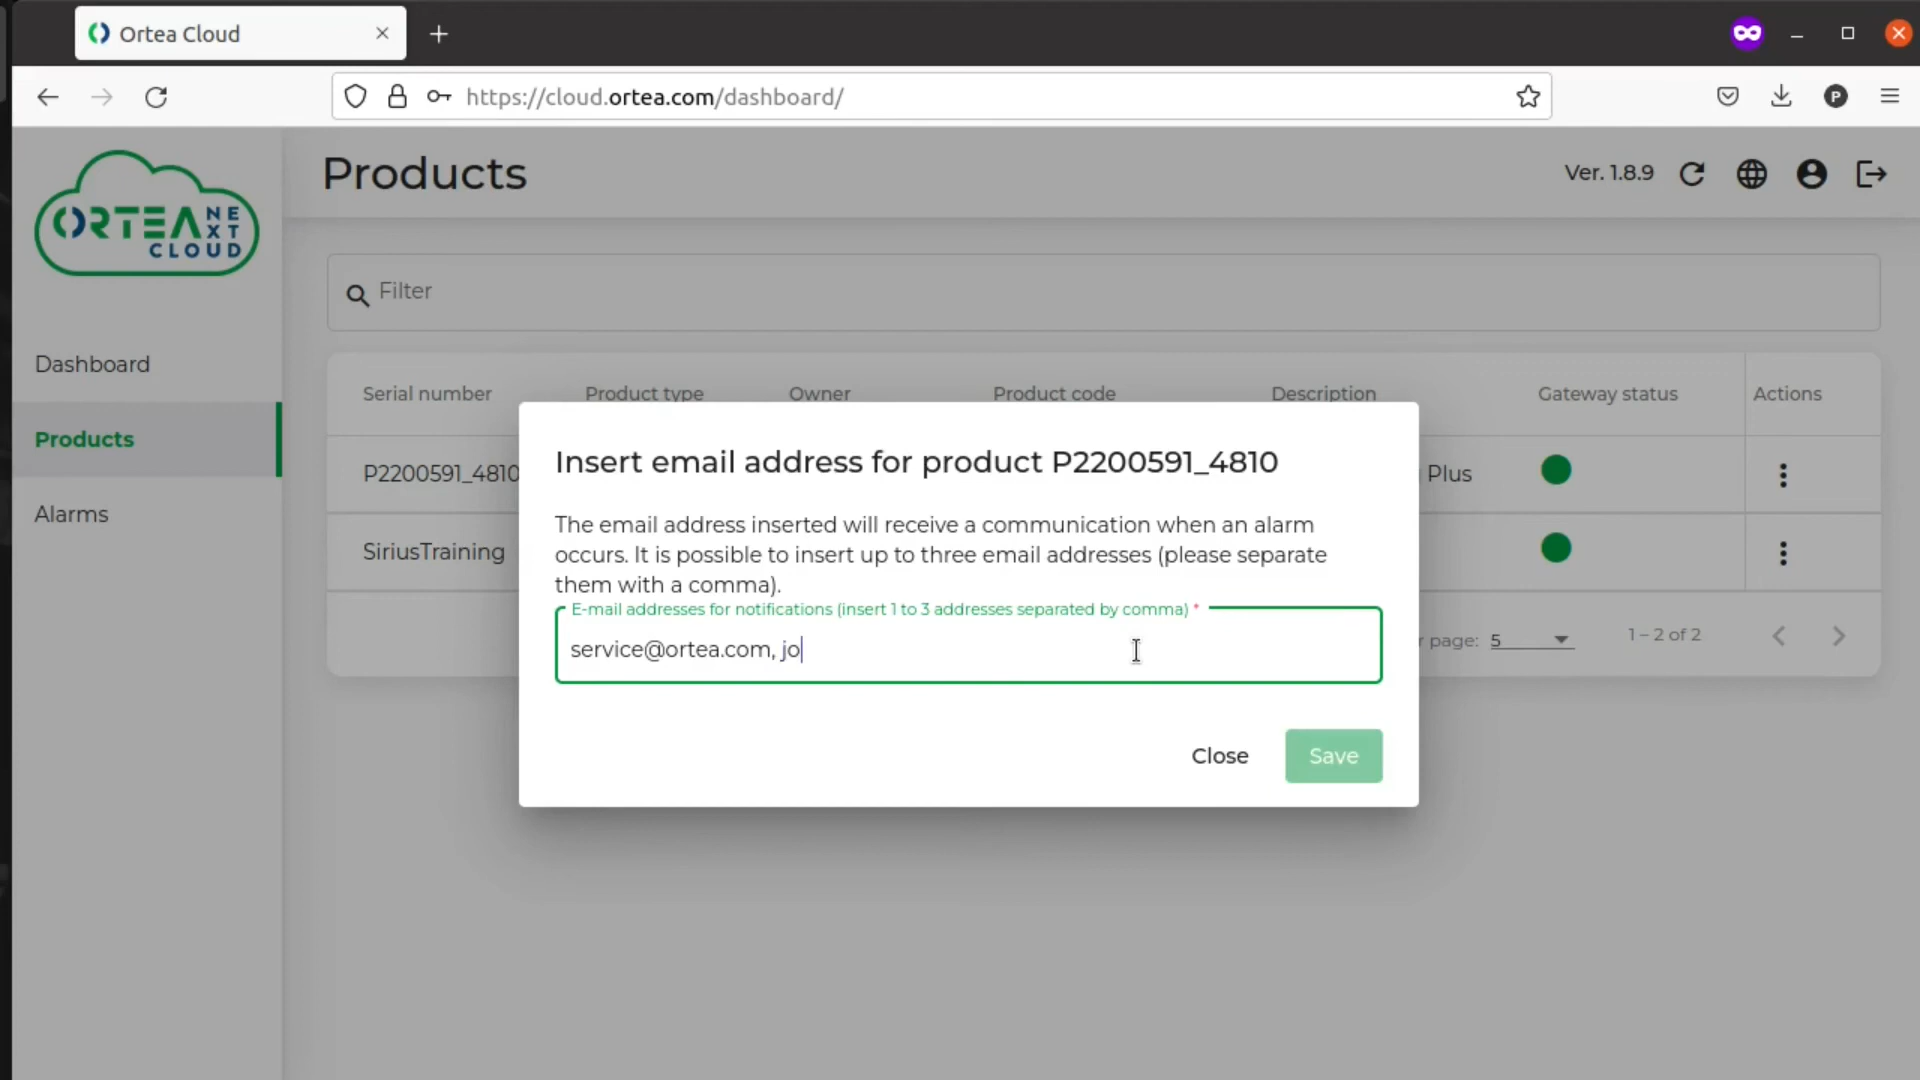 Ortea Cloud
https://cloud.ortea.com/dashboard/
P
ORTEA NE
XT
CLOUD
Products
Ver. 1.8.9
Filter
Dashboard
Products
Alarms
Serial number Product type Owner Product code Description Gateway status Actions
P2200591_4810 Plus
SiriusTraining
r page: 5 1 – 2 of 2
Insert email address for product P2200591_4810
The email address inserted will receive a communication when an alarm
occurs. It is possible to insert up to three email addresses (please separate
them with a comma).
E-mail addresses for notifications (insert 1 to 3 addresses separated by comma) *
service@ortea.com, jo
Close Save